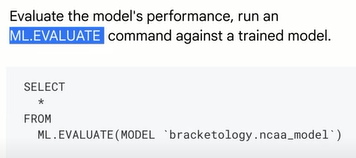 Evaluate the model's performance, run an
ML.EVALUATE command against a trained model.
SELECT
*
FROM
ML.EVALUATE(MODEL `bracketology.ncaa_model`)